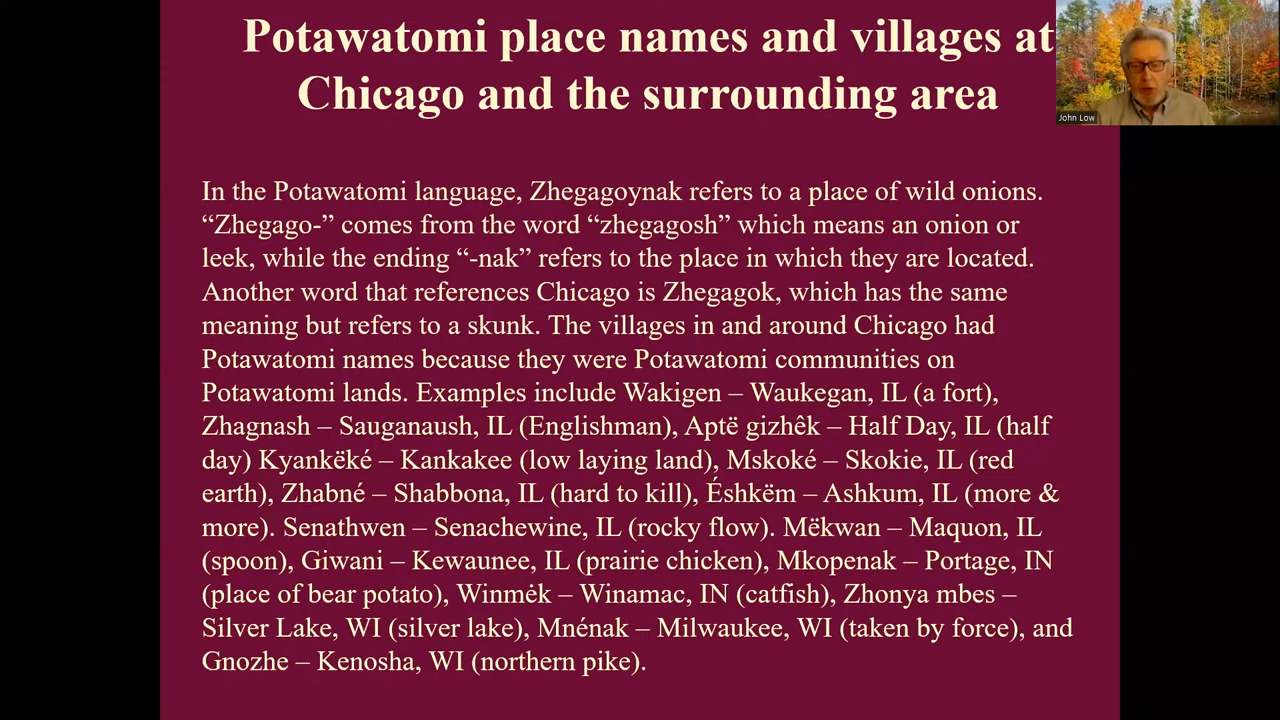 Potawatomi place names and villages at
Chicago and the surrounding area
John Low
In the Potawatomi language, Zhegagoynak refers to a place of wild onions.
“Zhegago-” comes from the word “zhegagosh” which means an onion or
leek, while the ending “-nak” refers to the place in which they are located.
Another word that references Chicago is Zhegagok, which has the same
meaning but refers to a skunk. The villages in and around Chicago had
Potawatomi names because they were Potawatomi communities on
Potawatomi lands. Examples include Wakigen – Waukegan, IL (a fort),
Zhagnash – Sauganaush, IL (Englishman), Aptë gizhêk – Half Day, IL (half
day) Kyankëké – Kankakee (low laying land), Mskoké – Skokie, IL (red
earth), Zhabné – Shabbona, IL (hard to kill), Éshkëm – Ashkum, IL (more &
more). Senathwen – Senachewine, IL (rocky flow). Mëkwan – Maquon, IL
(spoon), Giwani – Kewaunee, IL (prairie chicken), Mkopenak – Portage, IN
(place of bear potato), Winmėk – Winamac, IN (catfish), Zhonya mbes –
Silver Lake, WI (silver lake), Mnénak – Milwaukee, WI (taken by force), and
Gnozhe – Kenosha, WI (northern pike).